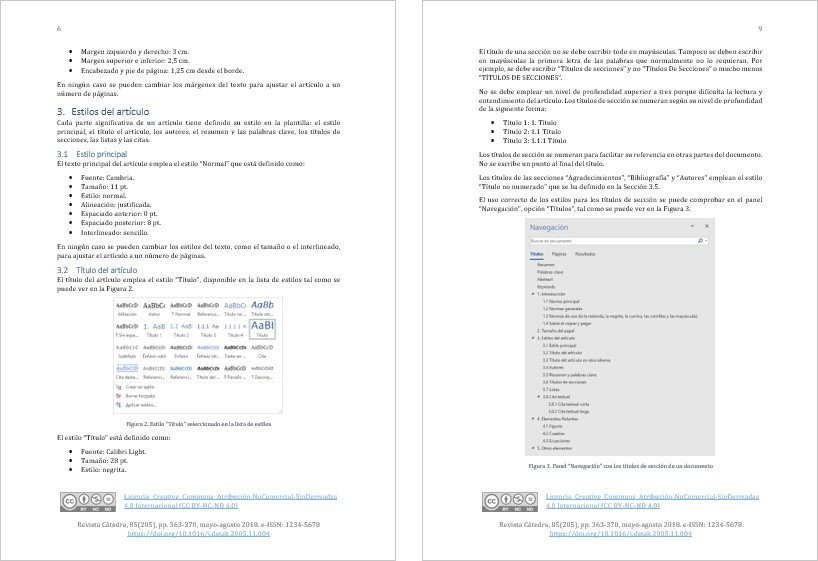 6
• Margen izquierdo y derecho: 3 cm.
• Margen superior e inferior: 2,5 cm.
• Encabezado y pie de página: 1,25 cm desde el borde.
En ningún caso se pueden cambiar los márgenes del texto para ajustar el artículo a un
número de páginas.
3. Estilos del artículo
Cada parte significativa de un artículo tiene definido su estilo en la plantilla: el estilo
principal, el título el artículo, los autores, el resumen y las palabras clave, los títulos de
secciones, las listas y las citas.
3.1 Estilo principal
El texto principal del artículo emplea el estilo "Normal" que está definido como:
• Fuente: Cambria.
• Tamaño: 11 pt.
• Estilo: normal.
• Alineación: justificada.
• Espaciado anterior: 0 pt.
• Espaciado posterior: 8 pt.
• Interlineado: sencillo.
En ningún caso se pueden cambiar los estilos del texto, como el tamaño o el interlineado,
para ajustar el artículo a un número de páginas.
3.2 Título del artículo
El título del artículo emplea el estilo "Título", disponible en la lista de estilos tal como se
puede ver en la Figura 2.
AaBbCcD AaBbCc AaBbCcD AaBbCcD AaBbC AaBb
Afiliación Autor ¶ Normal Título no... Título otr...
1. AaB 1.1 AaBl 1.1.1 Aa AaBl
¶ Sin espa... Título 1 Título 2 Título 3 Título 4 Título
Subtítulo Énfasis sutil Énfasis Énfasis int... Texto en ... Cita
Cita desta... Referenci... Referenci... Título del ... ¶ Párrafo ... ¶ Descrip...
Crear un estilo
Borrar formato
Aplicar estilos...
Figura 2. Estilo "Título" seleccionado en la lista de estilos
El estilo "Título" está definido como:
• Fuente: Calibri Light.
• Tamaño: 28 pt.
• Estilo: negrita.
CC BY NC ND
Licencia Creative Commons Atribución-NoComercial-SinDerivadas
4.0 Internacional (CC BY-NC-ND 4.0)
Revista Cátedra, 85(205), pp. 363-370, mayo-agosto 2018. e-ISSN: 1234-5678
https://doi.org/10.1016/j.datak.2005.11.004
9
El título de una sección no se debe escribir todo en mayúsculas. Tampoco se deben escribir
en mayúsculas la primera letra de las palabras que normalmente no lo requieran. Por
ejemplo, se debe escribir "Títulos de secciones" y no "Títulos De Secciones" o mucho menos
"TÍTULOS DE SECCIONES".
No se debe emplear un nivel de profundidad superior a tres porque dificulta la lectura y
entendimiento del artículo. Los títulos de secciones se numeran según su nivel de profundidad
de la siguiente forma:
• Título 1: 1. Título
• Título 2: 1.1 Título
• Título 3: 1.1.1 Título
Los títulos de sección se numeran para facilitar su referencia en otras partes del documento.
No se escribe un punto al final del título.
Los títulos de las secciones "Agradecimientos", "Bibliografía" y "Autores" emplean el estilo
"Título no numerado" que se ha definido en la Sección 3.5.
El uso correcto de los estilos para los títulos de sección se puede comprobar en el panel
"Navegación", opción "Títulos", tal como se puede ver en la Figura 3.
Navegación
Buscar en documento
Títulos Páginas Resultados
Resumen
Palabras clave
Abstract
Keywords
1. Introducción
1.1 Norma principal
1.2 Normas generales
1.3 Normas de uso de la redonda, la negrita, la cursiva, las comillas y las mayúsculas
1.4 Sobre el copiar y pegar
2. Tamaño del papel
3. Estilos del artículo
3.1 Estilo principal
3.2 Título del artículo
3.3 Título del artículo en otro idioma
3.4 Autores
3.5 Resumen y palabras clave
3.6 Títulos de secciones
3.7 Listas
3.8 Cita textual
3.8.1 Cita textual corta
3.8.2 Cita textual larga
4. Elementos flotantes
4.1 Figuras
4.2 Cuadros
4.3 Ecuaciones
5. Otros elementos
Figura 3. Panel "Navegación" con los títulos de sección de un documento
CC BY NC ND
Licencia Creative Commons Atribución-NoComercial-SinDerivadas
4.0 Internacional (CC BY-NC-ND 4.0)
Revista Cátedra, 85(205), pp. 363-370, mayo-agosto 2018. e-ISSN: 1234-5678
https://doi.org/10.1016/j.datak.2005.11.004